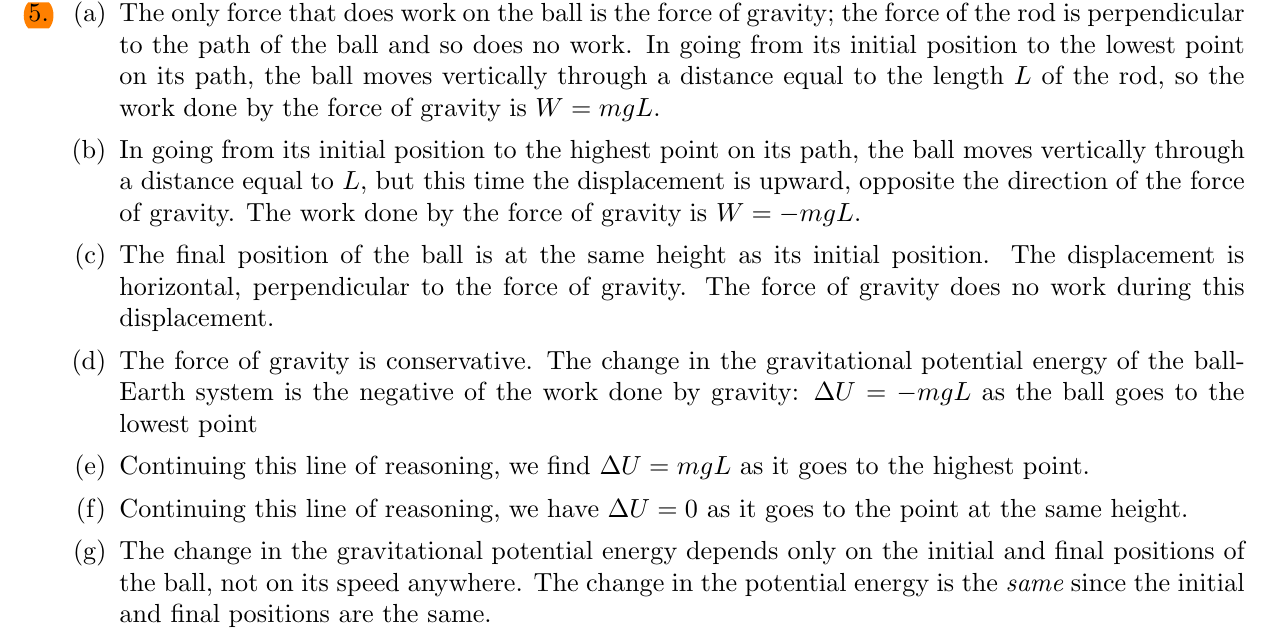 5. (a) The only force that does work on the ball is the force of gravity; the force of the rod is perpendicular
to the path of the ball and so does no work. In going from its initial position to the lowest point
on its path, the ball moves vertically through a distance equal to the length L of the rod, so the
work done by the force of gravity is W = mgL.
(b) In going from its initial position to the highest point on its path, the ball moves vertically through
a distance equal to L, but this time the displacement is upward, opposite the direction of the force
of gravity. The work done by the force of gravity is W = −mgL.
(c) The final position of the ball is at the same height as its initial position. The displacement is
horizontal, perpendicular to the force of gravity. The force of gravity does no work during this
displacement.
(d) The force of gravity is conservative. The change in the gravitational potential energy of the ball-
Earth system is the negative of the work done by gravity: ΔU = −mgL as the ball goes to the
lowest point
(e) Continuing this line of reasoning, we find ΔU = mgL as it goes to the highest point.
(f) Continuing this line of reasoning, we have ΔU = 0 as it goes to the point at the same height.
(g) The change in the gravitational potential energy depends only on the initial and final positions of
the ball, not on its speed anywhere. The change in the potential energy is the same since the initial
and final positions are the same.